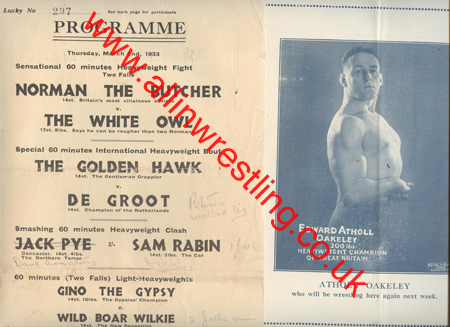 Lucky No 297 See back page for particulars
PROGRAMME
Thursday, March 2nd, 1933
Sensational 60 minutes Heavyweight Fight
Two Falls
NORMAN THE BUTCHER
14st. Britain's most villainous
v.
THE WHITE OWL
12st. 8lbs. Says he can be rougher than two Normans
Special 60 minutes International Heavyweight Bout
THE GOLDEN HAWK
14st. The Gentleman Grappler
v.
DE GROOT
14st. Champion of the Netherlands
Smashing 60 minutes Heavyweight Clash
JACK PYE v. SAM RABIN
Doncaster. 14st. 4lbs. 14st. 2lbs. The Cat
The Northern Terror
60 minutes (Two Falls) Light-Heavyweights
GINO THE GYPSY
14st. 10lbs. The Gypsies' Champion
v.
WILD BOAR WILKIE
14st. The New Sensation
EDWARD ATHOLL
OAKELEY
200 lbs
HEAVYWEIGHT CHAMPION
OF GREAT BRITAIN
ATHOLL OAKELEY
who will be wrestling here again next week.
www.allinwrestling.co.uk